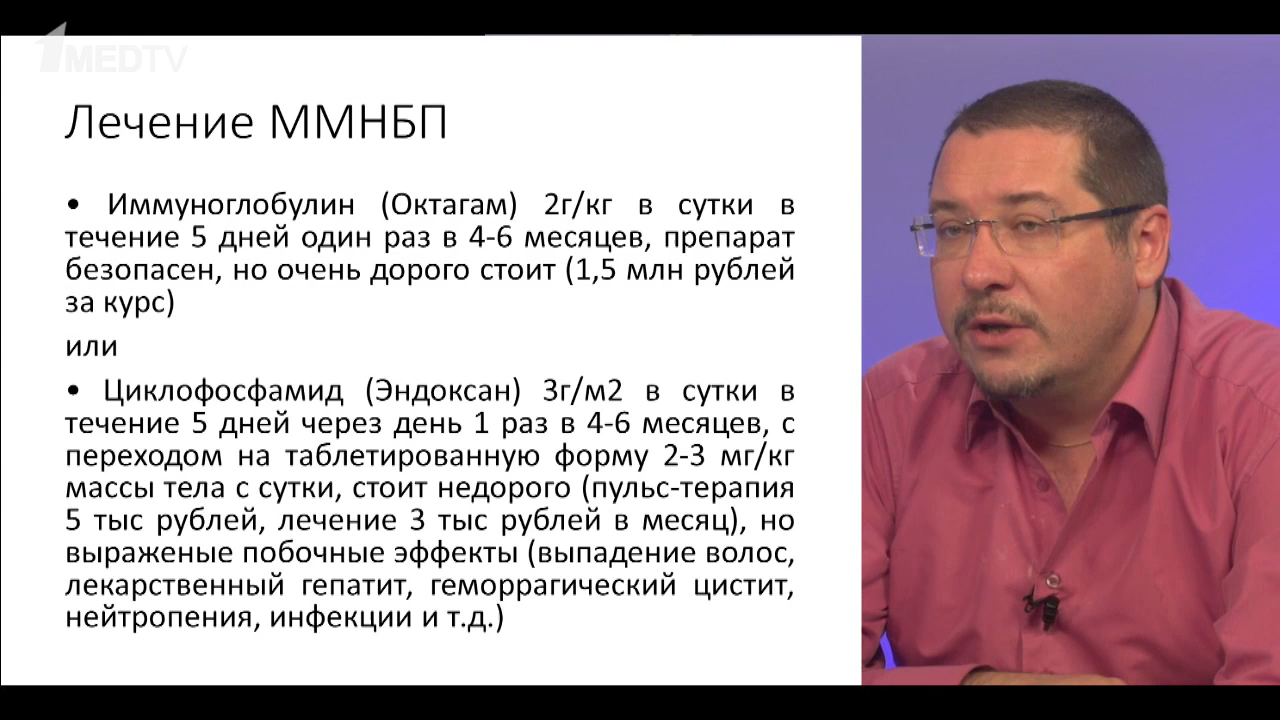 1MEDTV
Лечение ММНБП
• Иммуноглобулин (Октагам) 2г/кг в сутки в
течение 5 дней один раз в 4-6 месяцев, препарат
безопасен, но очень дорого стоит (1,5 млн рублей
за курс)
или
• Циклофосфамид (Эндоксан) 3г/м2 в сутки в
течение 5 дней через день 1 раз в 4-6 месяцев, с
переходом на таблетированную форму 2-3 мг/кг
массы тела с сутки, стоит недорого (пульс-терапия
5 тыс рублей, лечение 3 тыс рублей в месяц), но
выраженые побочные эффекты (выпадение волос,
лекарственный гепатит, геморрагический цистит,
нейтропения, инфекции и т.д.)